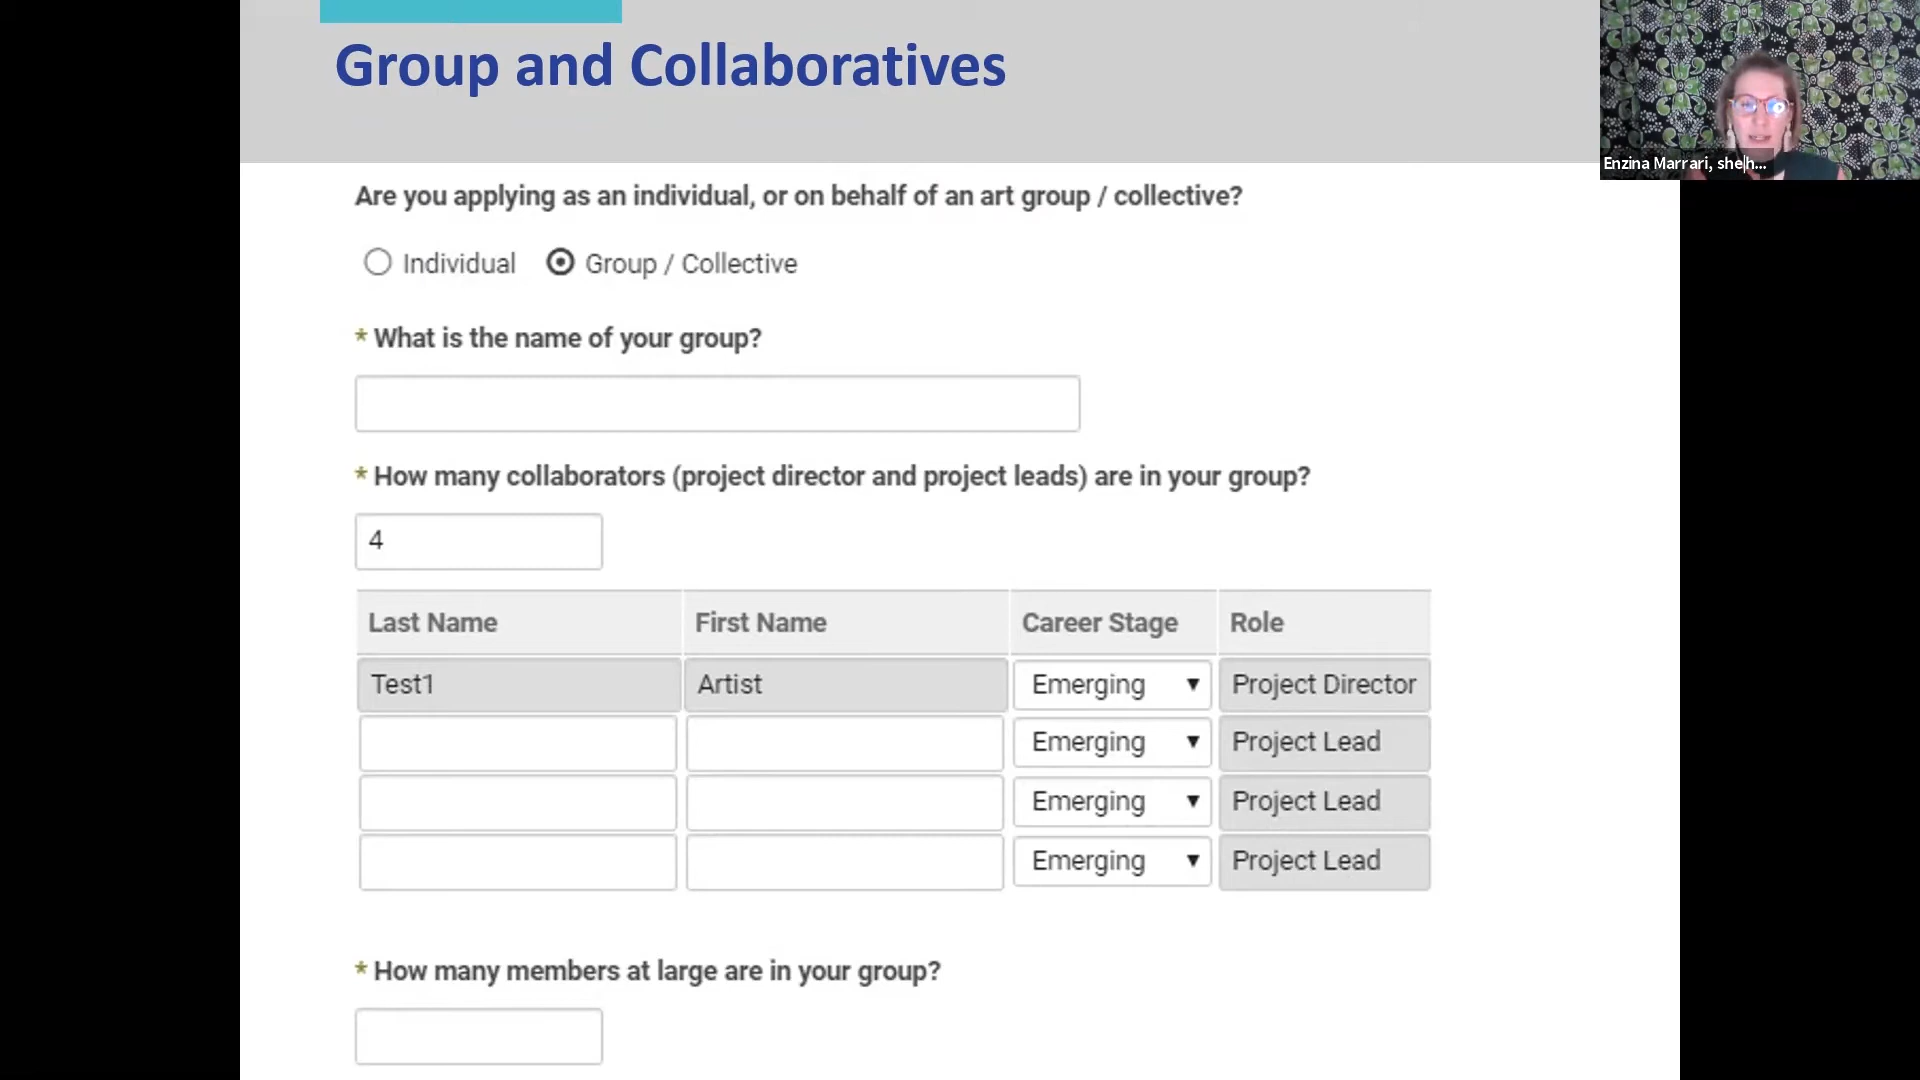 Group and Collaboratives
Enzina Marrari, she|h...
Are you applying as an individual, or on behalf of an art group / collective?
Individual Group / Collective
* What is the name of your group?
* How many collaborators (project director and project leads) are in your group?
4
Last Name First Name Career Stage Role
Test1 Artist Emerging Project Director
Emerging Project Lead
Emerging Project Lead
Emerging Project Lead
* How many members at large are in your group?